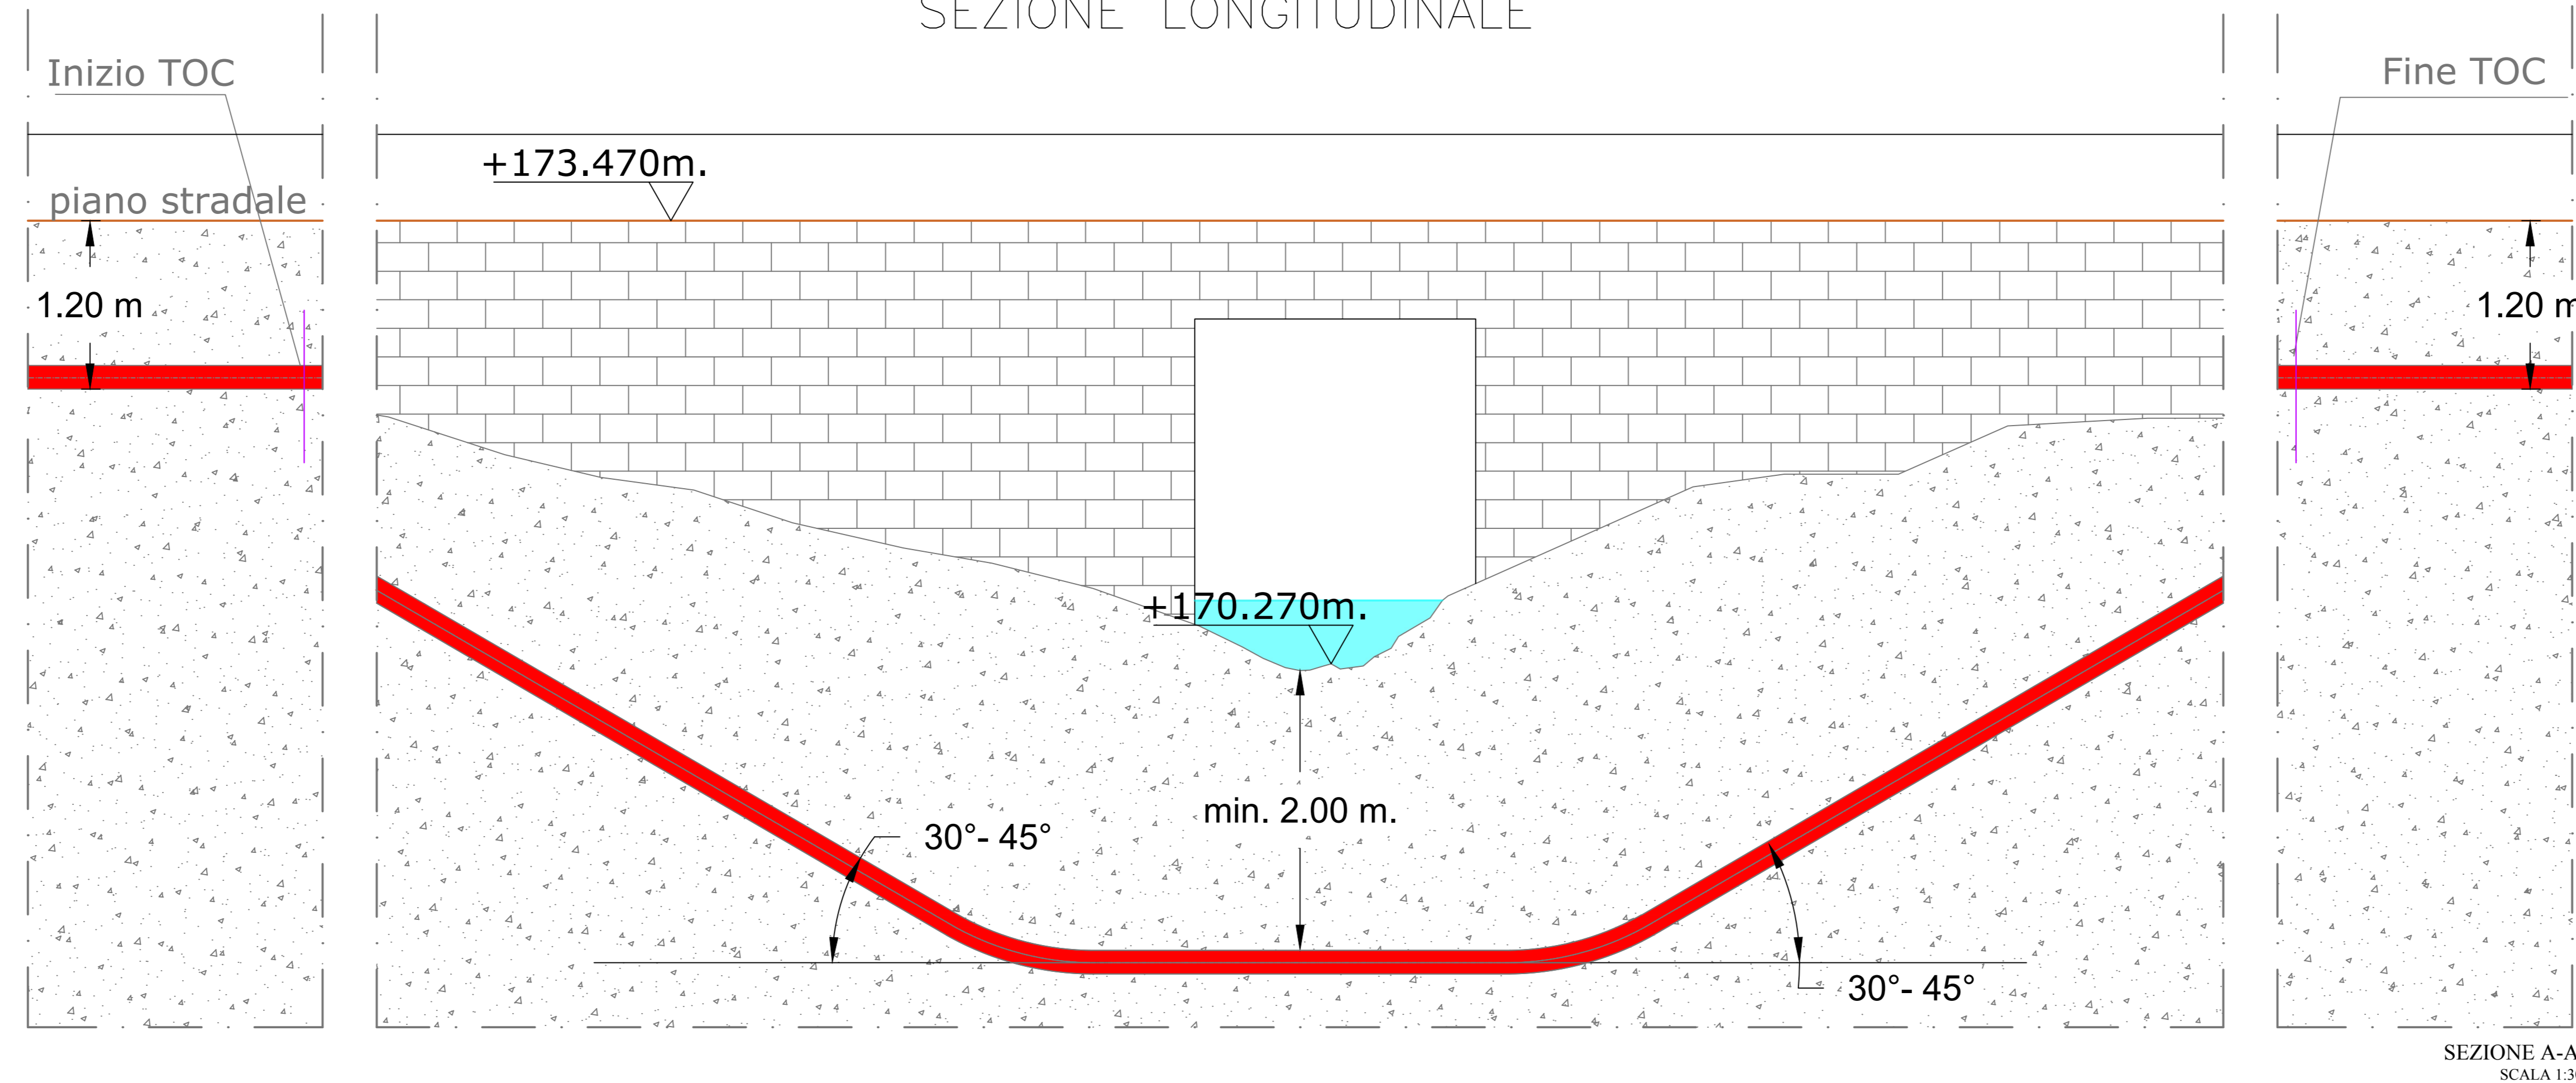 SEZIONE LONGITUDINALE
Inizio TOC
Fine TOC
+173.470m.
piano stradale
1.20 m
1.20 m
+170.270m.
min. 2.00 m.
30°- 45°
30°- 45°
SEZIONE A-A
SCALA